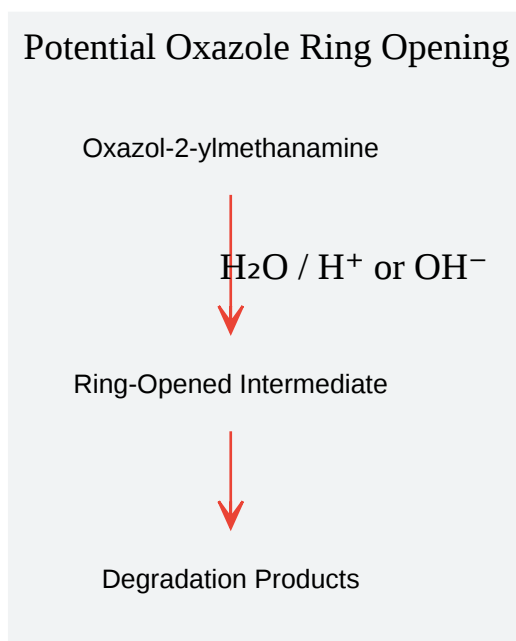 Potential Oxazole Ring Opening
Oxazol-2-ylmethanamine
H₂O / H⁺ or OH⁻
Ring-Opened Intermediate
Degradation Products